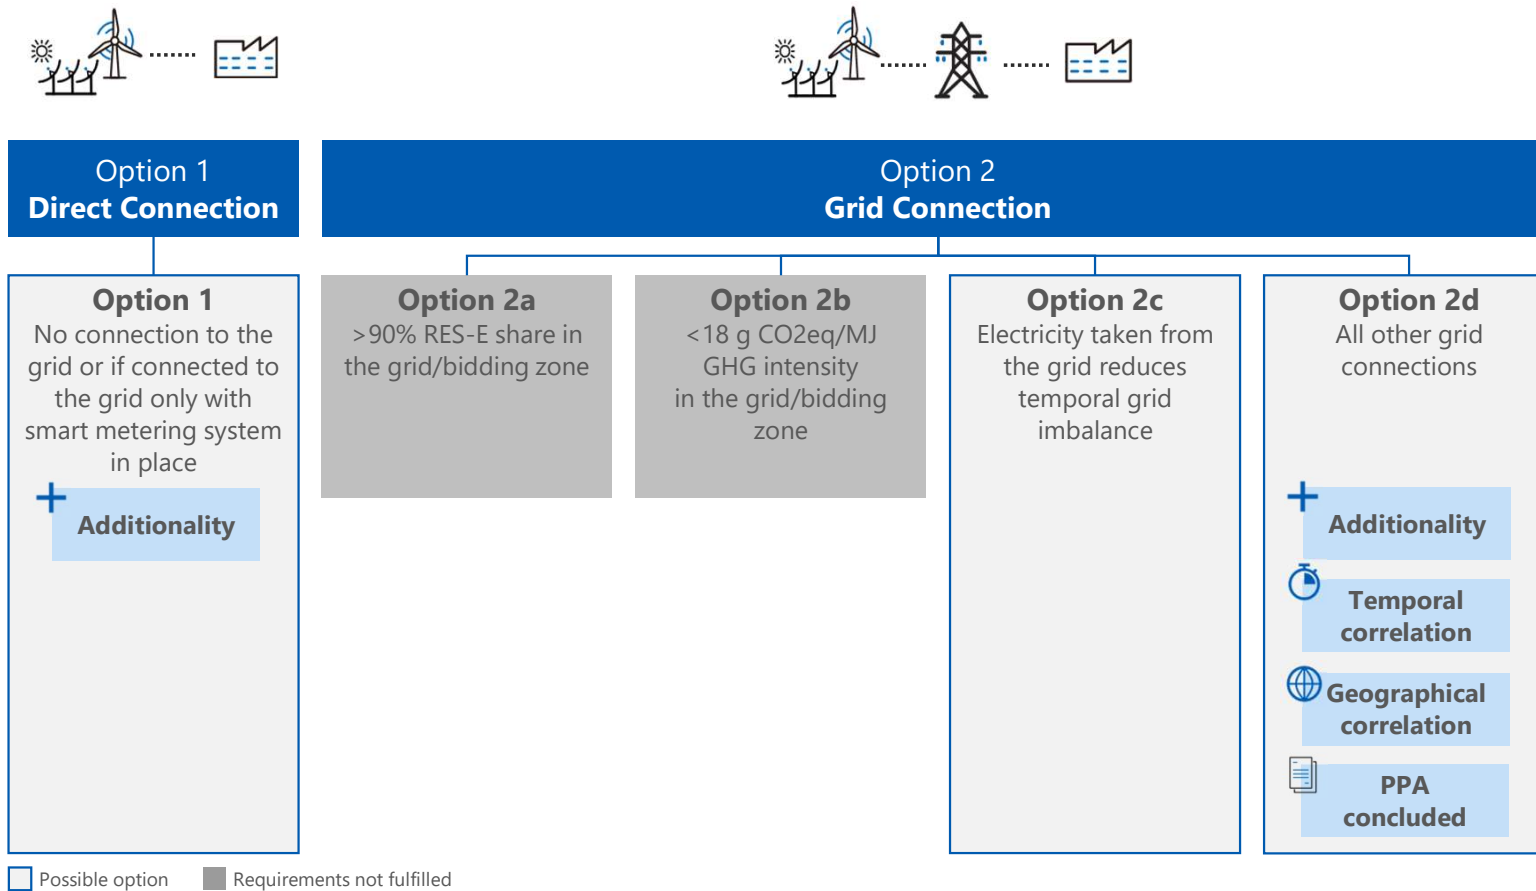 Option 1
Direct Connection
Option 2
Grid Connection
Option 1
No connection to the
grid or if connected to
the grid only with
smart metering system
in place
Additionality
Option 2a
>90% RES-E share in
the grid/bidding zone
Option 2b
<18 g CO2eq/MJ
GHG intensity
in the grid/bidding
zone
Option 2c
Electricity taken from
the grid reduces
temporal grid
imbalance
Option 2d
All other grid
connections
Additionality
Temporal
correlation
Geographical
correlation
PPA
concluded
Possible option
Requirements not fulfilled